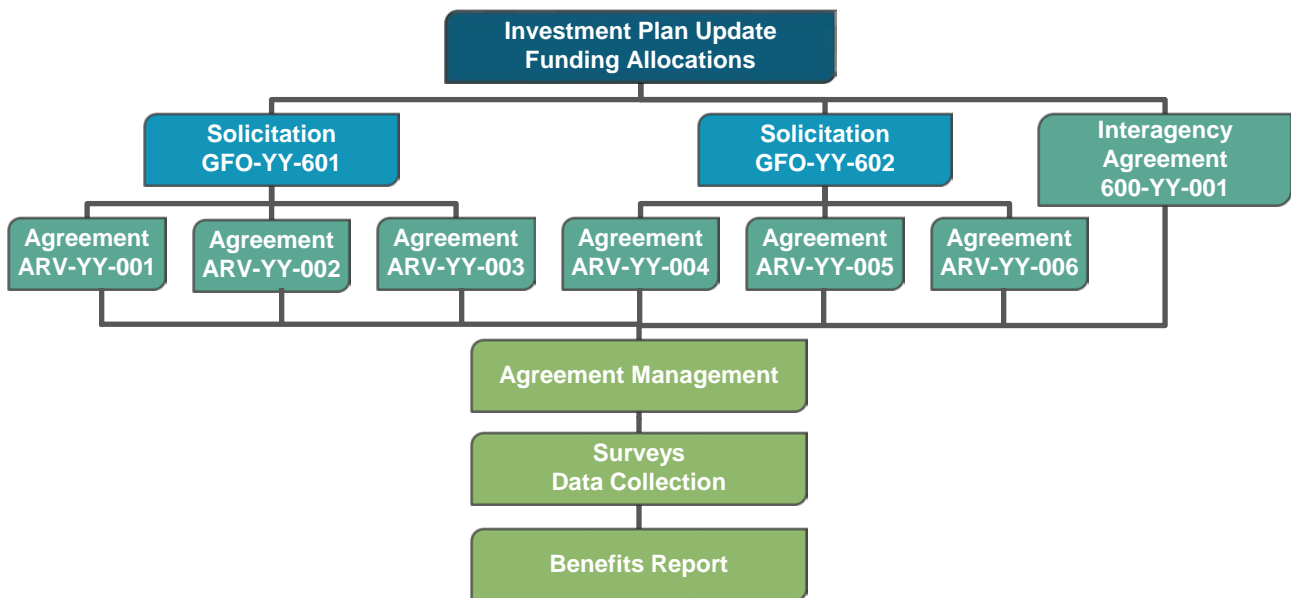 Investment Plan Update
Funding Allocations
Solicitation
GFO-YY-601
Solicitation
GFO-YY-602
Interagency
Agreement
600-YY-001
Agreement
ARV-YY-001
Agreement
ARV-YY-002
Agreement
ARV-YY-003
Agreement
ARV-YY-004
Agreement
ARV-YY-005
Agreement
ARV-YY-006
Agreement Management
Surveys
Data Collection
Benefits Report